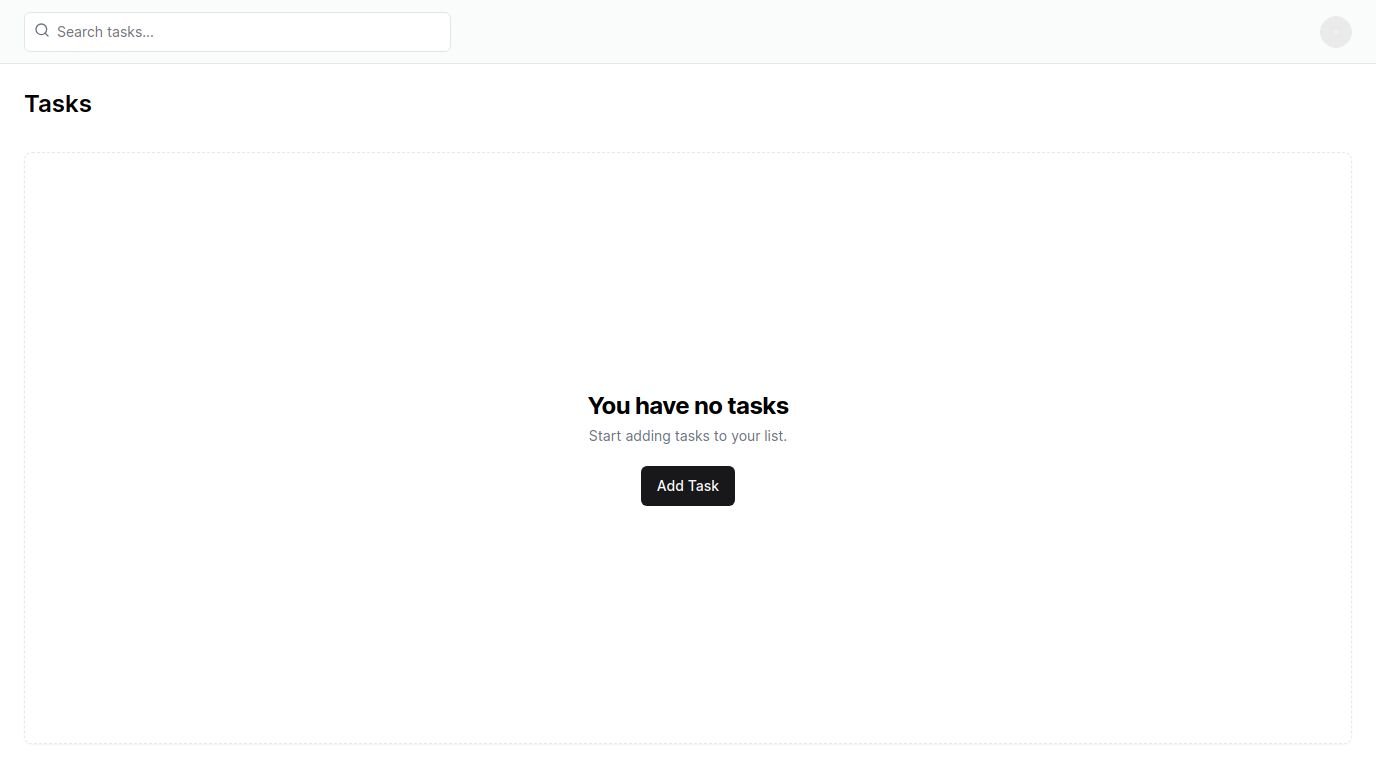 Search tasks...
Tasks
You have no tasks
Start adding tasks to your list.
Add Task